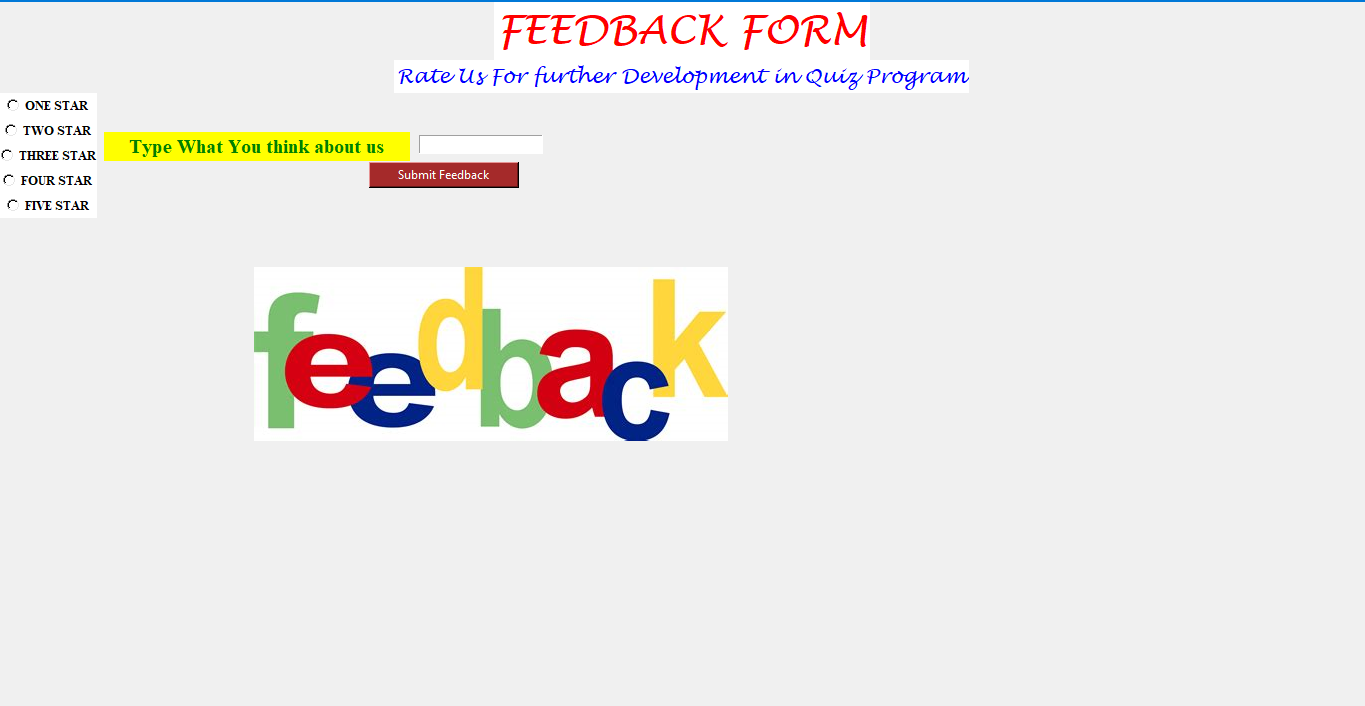 FEEDBACK FORM
Rate Us For further Development in Quiz Program
ONE STAR
TWO STAR
THREE STAR
FOUR STAR
FIVE STAR
Type What You think about us
Submit Feedback
feedback